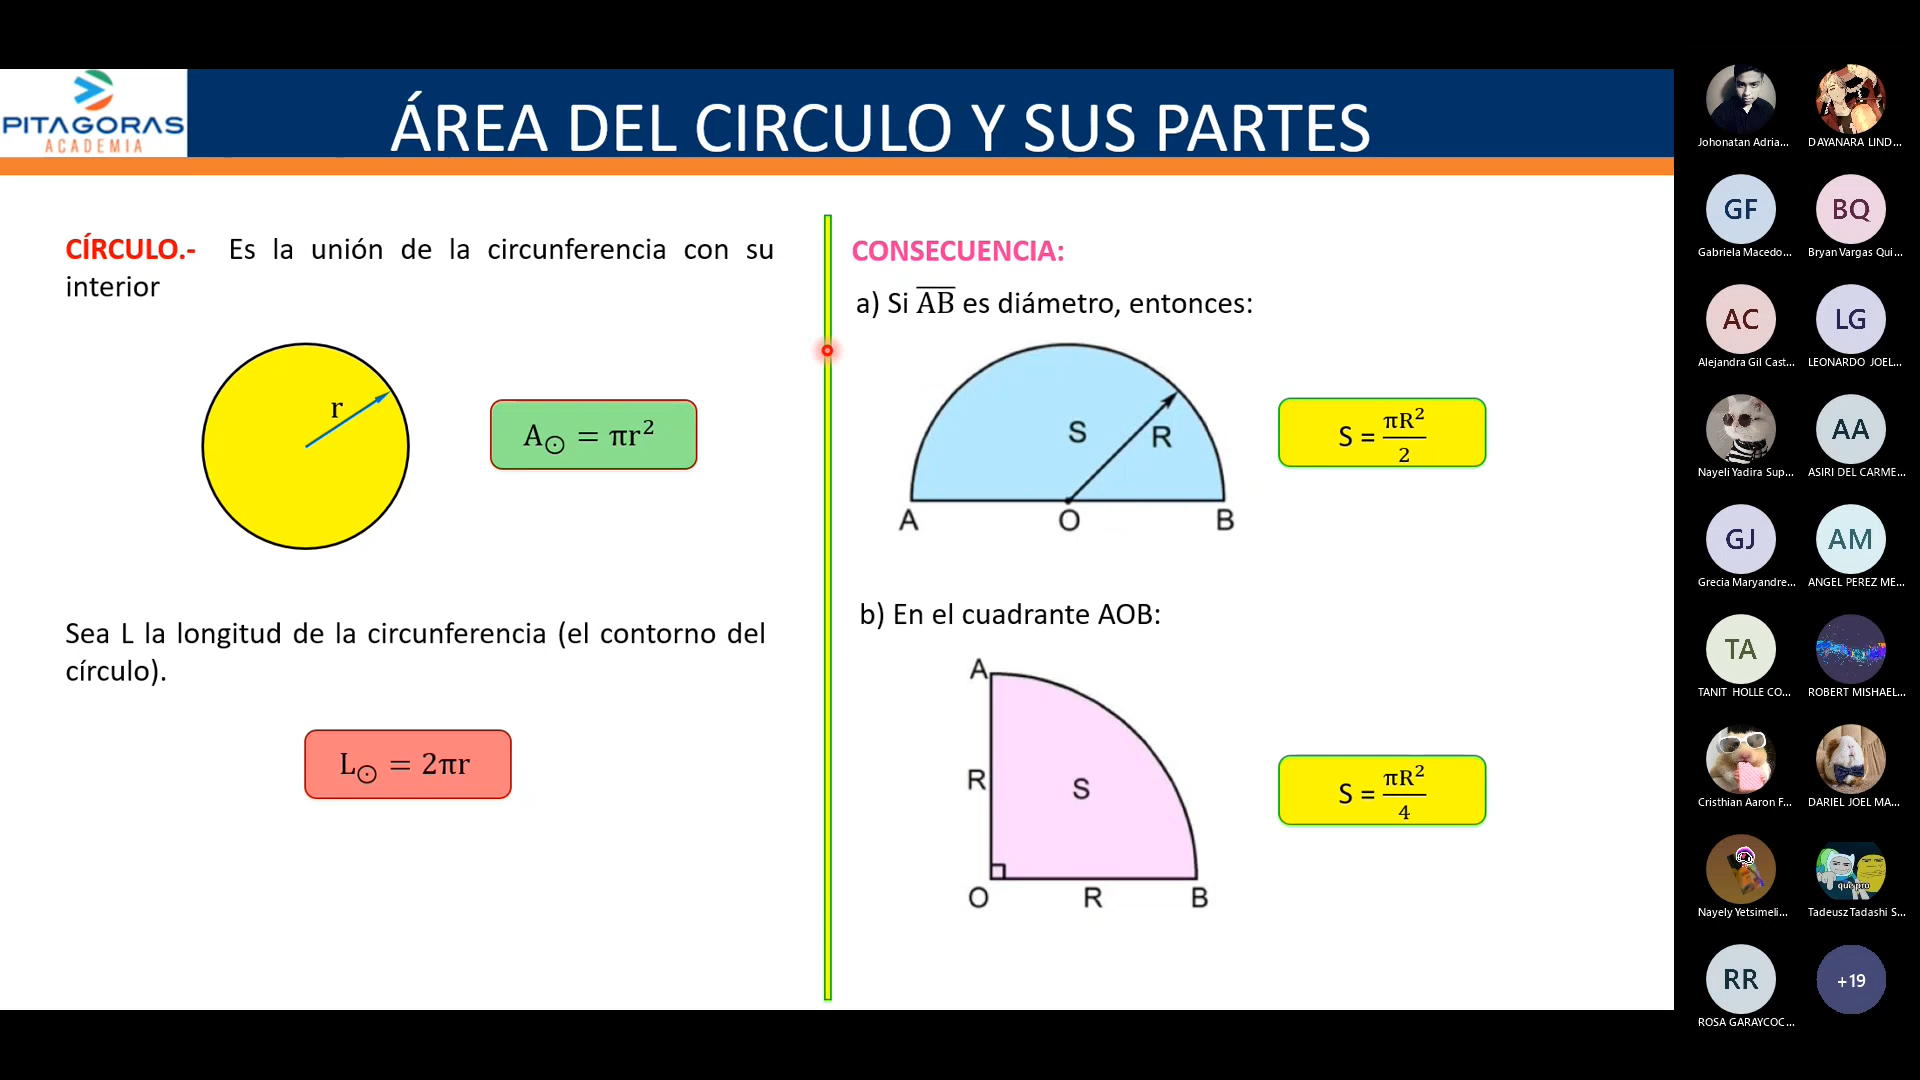 PITAGORAS
ACADEMIA
ÁREA DEL CIRCULO Y SUS PARTES
CÍRCULO.- Es la unión de la circunferencia con su
interior
r
A⊙ = πr²
Sea L la longitud de la circunferencia (el contorno del
círculo).
L⊙ = 2πr
CONSECUENCIA:
a) Si A̅B̅ es diámetro, entonces:
S
R
A
O
B
S = πR²/2
b) En el cuadrante AOB:
A
R
S
O
R
B
S = πR²/4
Johonatan Adria...
DAYANARA LIND...
GF
Gabriela Macedo...
BQ
Bryan Vargas Qui...
AC
Alejandra Gil Cast...
LG
LEONARDO JOEL...
Nayeli Yadira Sup...
AA
ASIRI DEL CARME...
GJ
Grecia Maryandre...
AM
ANGEL PEREZ ME...
TA
TANIT HOLLE CO...
ROBERT MISHAEL...
Cristhian Aaron F...
DARIEL JOEL MA...
Nayely Yetsimeli...
que pro
Tadeusz Tadashi S...
RR
ROSA GARAYCOC...
+19